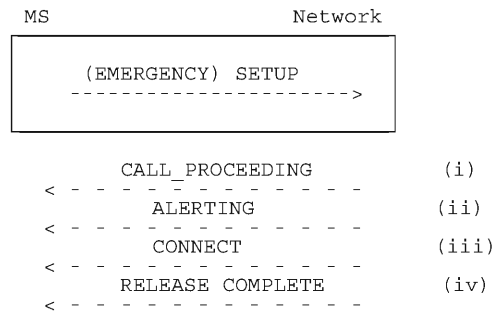 MS Network
(EMERGENCY) SETUP
CALL_PROCEEDING (i)
ALERTING (ii)
CONNECT (iii)
RELEASE COMPLETE (iv)